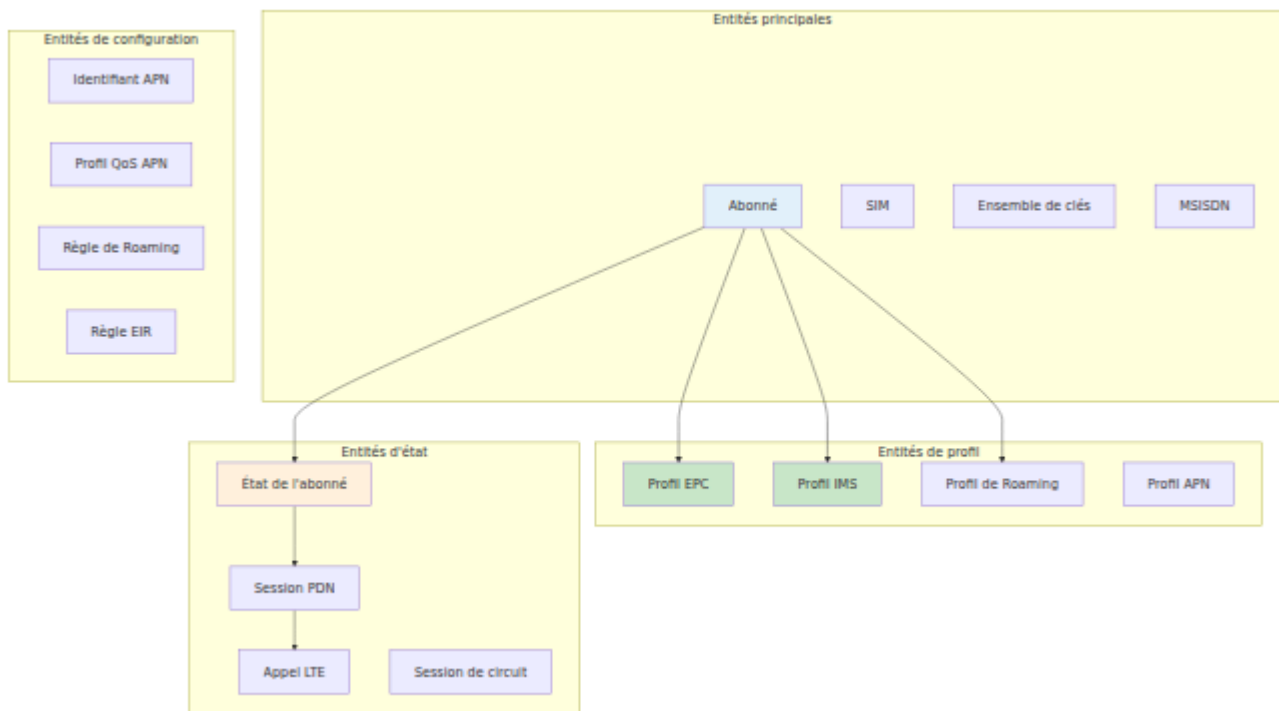 Entités de configuration
Identifiant APN
Profil QoS APN
Règle de Roaming
Règle EIR
Entités principales
Abonné
SIM
Ensemble de clés
MSISDN
Entités d'état
État de l'abonné
Session PDN
Appel LTE
Session de circuit
Entités de profil
Profil EPC
Profil IMS
Profil de Roaming
Profil APN